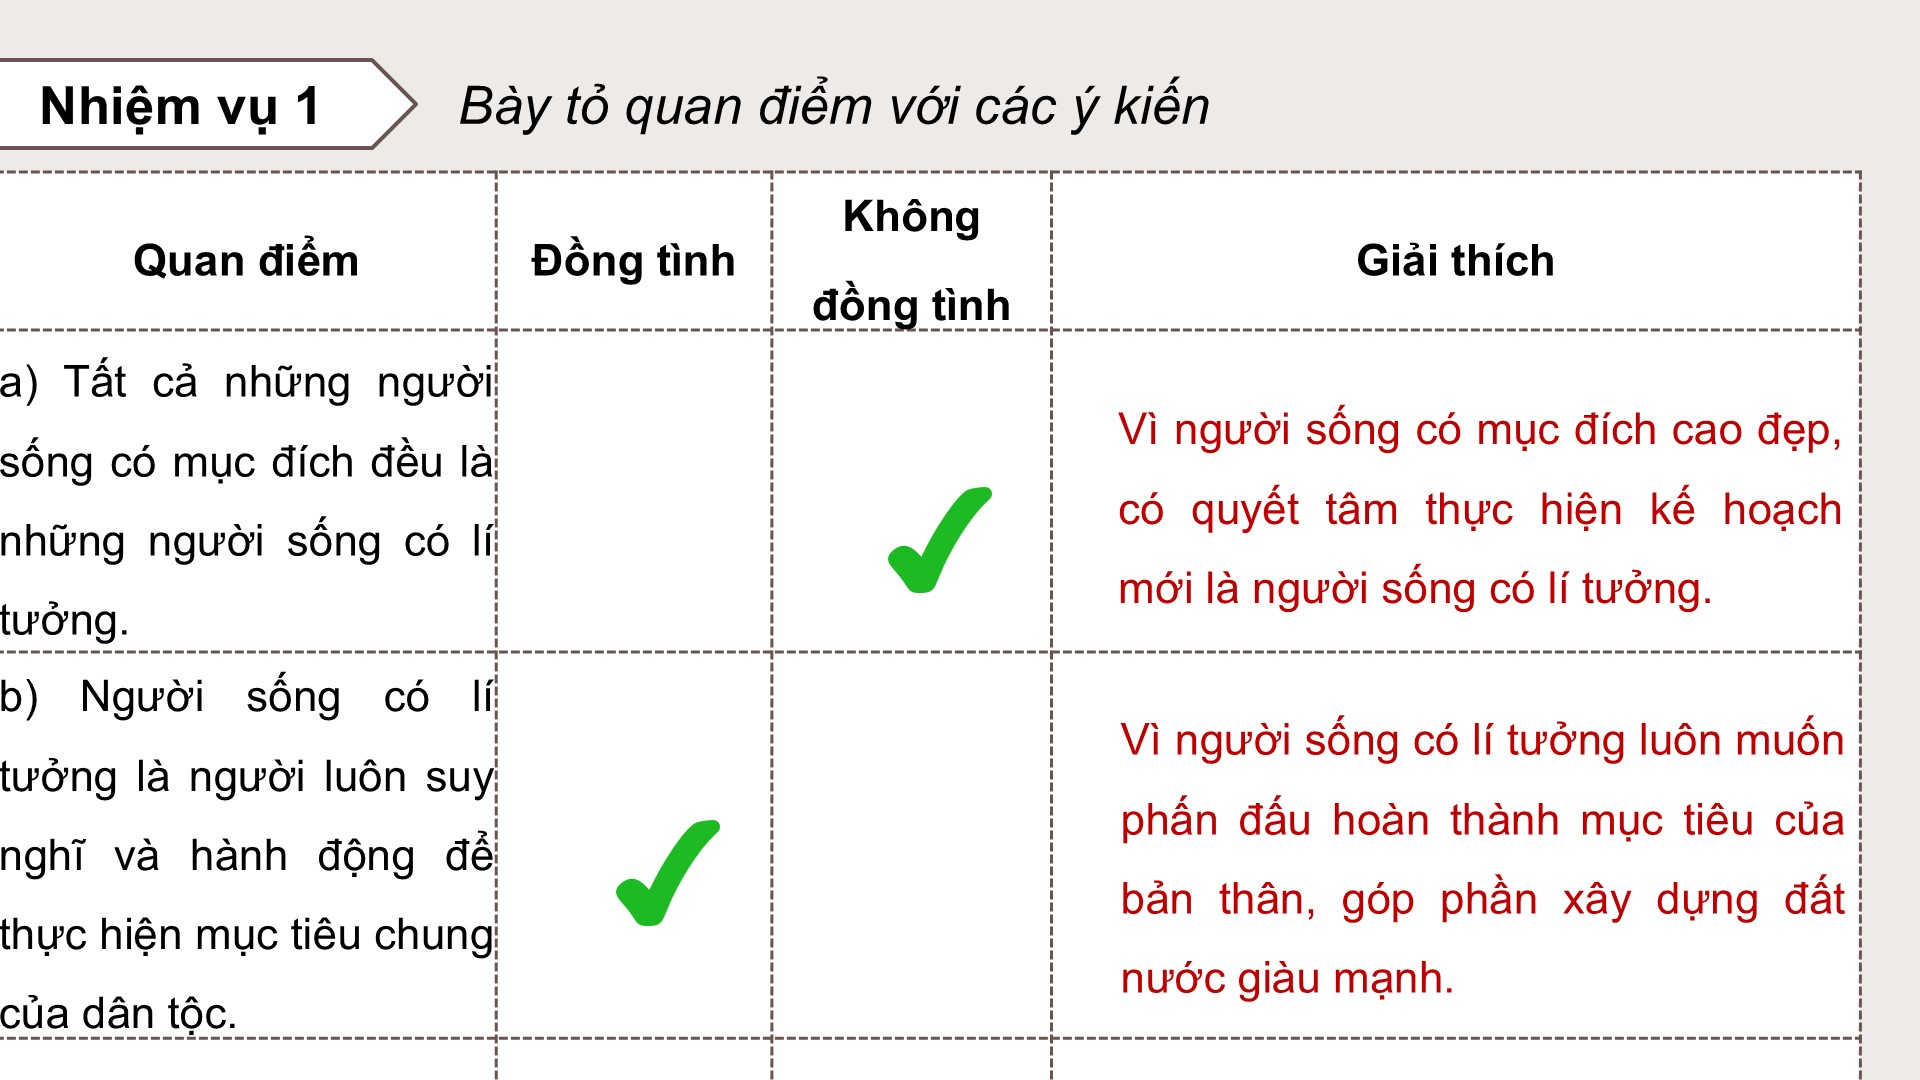 Nhiệm vụ 1
Bày tỏ quan điểm với các ý kiến
Quan điểm
Đồng tình
Không
đồng tình
Giải thích
a) Tất cả những người
sống có mục đích đều là
những người sống có lí
tưởng.
Vì người sống có mục đích cao đẹp,
có quyết tâm thực hiện kế hoạch
mới là người sống có lí tưởng.
b) Người sống có lí
tưởng là người luôn suy
nghĩ và hành động để
thực hiện mục tiêu chung
của dân tộc.
Vì người sống có lí tưởng luôn muốn
phấn đấu hoàn thành mục tiêu của
bản thân, góp phần xây dựng đất
nước giàu mạnh.